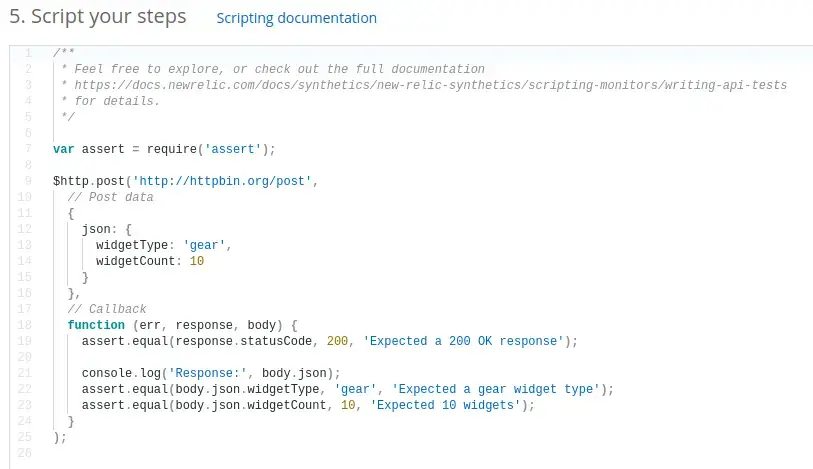 5. Script your steps Scripting documentation
1 /**
2 * Feel free to explore, or check out the full documentation
3 * https://docs.newrelic.com/docs/synthetics/new-relic-synthetics/scripting-monitors/writing-api-tests
4 * for details.
5 */
6
7 var assert = require('assert');
8
9 $http.post('http://httpbin.org/post',
10 // Post data
11 {
12 json: {
13 widgetType: 'gear',
14 widgetCount: 10
15 }
16 },
17 // Callback
18 function (err, response, body) {
19 assert.equal(response.statusCode, 200, 'Expected a 200 OK response');
20
21 console.log('Response:', body.json);
22 assert.equal(body.json.widgetType, 'gear', 'Expected a gear widget type');
23 assert.equal(body.json.widgetCount, 10, 'Expected 10 widgets');
24 }
25 );
26